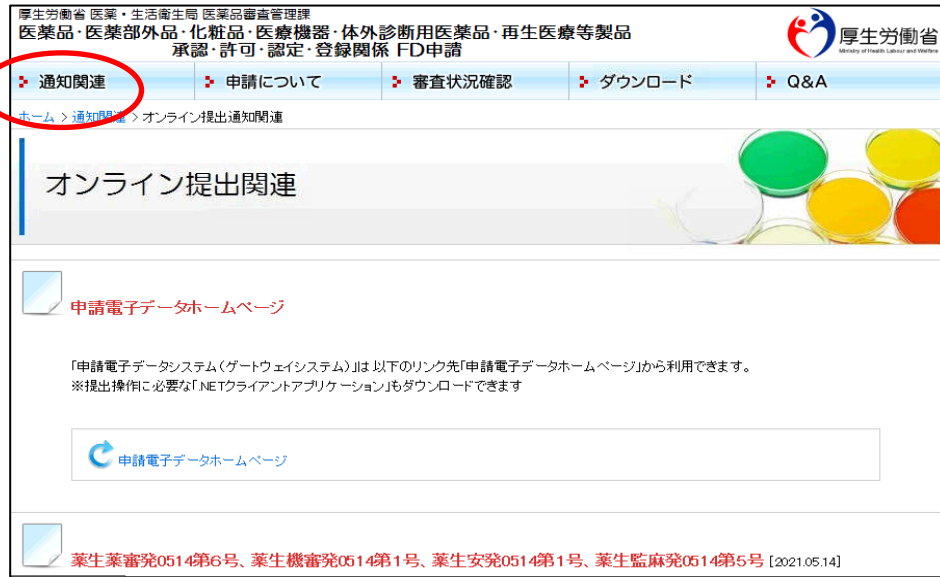 厚生労働省 医薬・生活衛生局 医薬品審査管理課
医薬品・医薬部外品・化粧品・医療機器・体外診断用医薬品・再生医療等製品
承認・許可・認定・登録関係 FD申請
厚生労働省
Ministry of Health, Labour and Welfare
通知関連
申請について
審査状況確認
ダウンロード
Q&A
ホーム > 通知関連 > オンライン提出通知関連
オンライン提出関連
申請電子データホームページ
「申請電子データシステム(ゲートウェイシステム)」は以下のリンク先「申請電子データホームページ」から利用できます。
※提出操作に必要な「.NETクライアントアプリケーション」もダウンロードできます
申請電子データホームページ
薬生薬審発0514第6号、薬生機審発0514第1号、薬生安発0514第1号、薬生監麻発0514第5号 [2021.05.14]